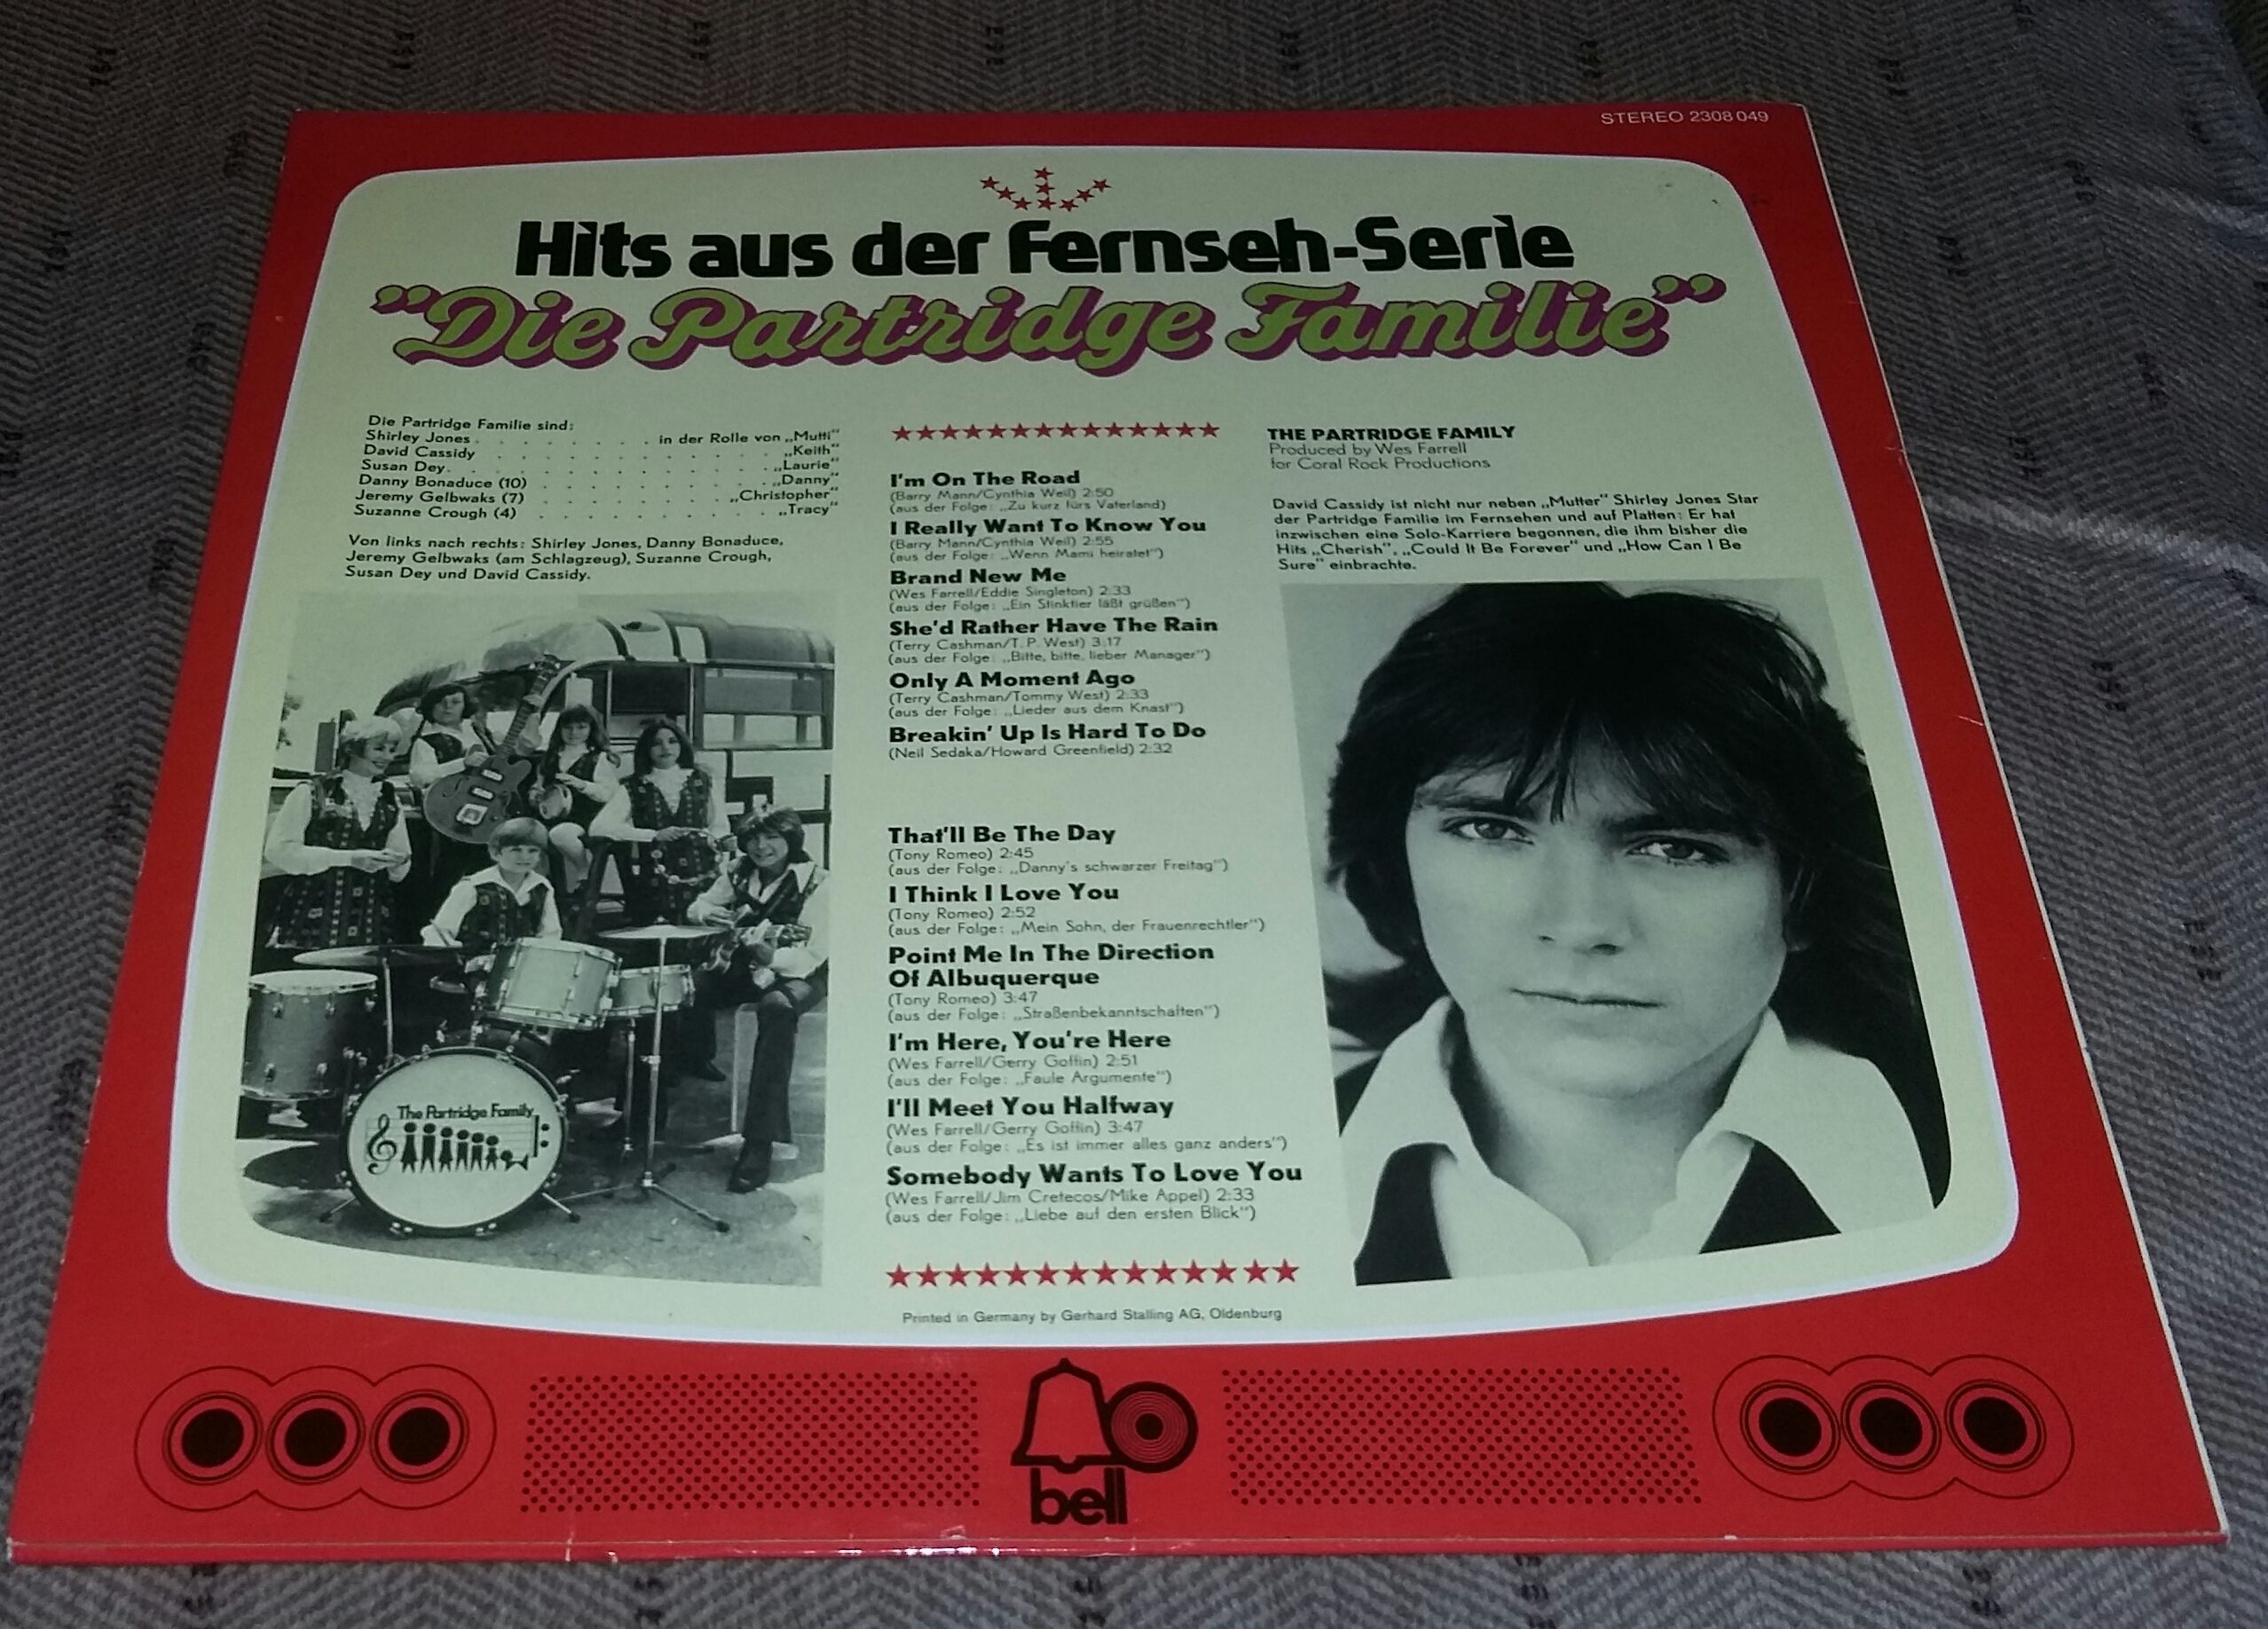 STEREO 2308 049
Hits aus der Fernseh-Serie
"Die Partridge Familie"
Die Partridge Familie sind:
Shirley Jones . . . . . . . in der Rolle von „Mutti“
David Cassidy . . . . . . . . . . . „Keith“
Susan Dey . . . . . . . . . . . . „Laurie“
Danny Bonaduce (10) . . . . . . . . . „Danny“
Jeremy Gelbwaks (7) . . . . . . . . „Christopher“
Suzanne Crough (4) . . . . . . . . . „Tracy“
Von links nach rechts: Shirley Jones, Danny Bonaduce,
Jeremy Gelbwaks (am Schlagzeug), Suzanne Crough,
Susan Dey und David Cassidy.
The Partridge Family
I'm On The Road
(Barry Mann/Cynthia Weil) 2:50
(aus der Folge: „Zu kurz fürs Vaterland)
I Really Want To Know You
(Barry Mann/Cynthia Weil) 2:55
(aus der Folge: „Wenn Mami heiratet“)
Brand New Me
(Wes Farrell/Eddie Singleton) 2:33
(aus der Folge: „Ein Stinktier läßt grüßen“)
She'd Rather Have The Rain
(Terry Cashman/T. P. West) 3:17
(aus der Folge: „Bitte, bitte, lieber Manager“)
Only A Moment Ago
(Terry Cashman/Tommy West) 2:33
(aus der Folge: „Lieder aus dem Knast“)
Breakin' Up Is Hard To Do
(Neil Sedaka/Howard Greenfield) 2:32
That'll Be The Day
(Tony Romeo) 2:45
(aus der Folge: „Danny's schwarzer Freitag“)
I Think I Love You
(Tony Romeo) 2:52
(aus der Folge: „Mein Sohn, der Frauenrechtler“)
Point Me In The Direction
Of Albuquerque
(Tony Romeo) 3:47
(aus der Folge: „Straßenbekanntschaften“)
I'm Here, You're Here
(Wes Farrell/Gerry Goffin) 2:51
(aus der Folge: „Faule Argumente“)
I'll Meet You Halfway
(Wes Farrell/Gerry Goffin) 3:47
(aus der Folge: „Es ist immer alles ganz anders“)
Somebody Wants To Love You
(Wes Farrell/Jim Cretecos/Mike Appel) 2:33
(aus der Folge: „Liebe auf den ersten Blick“)
THE PARTRIDGE FAMILY
Produced by Wes Farrell
for Coral Rock Productions
David Cassidy ist nicht nur neben „Mutter“ Shirley Jones Star
der Partridge Familie im Fernsehen und auf Platten: Er hat
inzwischen eine Solo-Karriere begonnen, die ihm bisher die
Hits „Cherish“, „Could It Be Forever“ und „How Can I Be
Sure“ einbrachte.
Printed in Germany by Gerhard Stalling AG, Oldenburg
bell